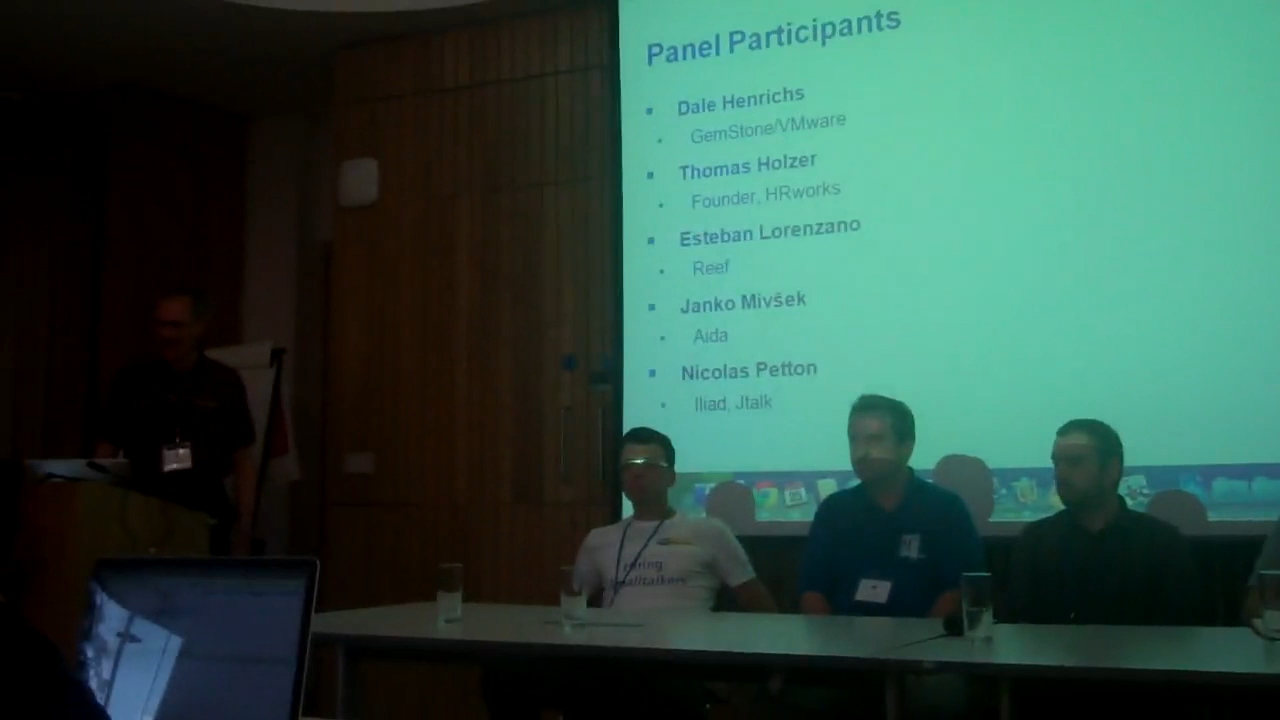 Panel Participants
Dale Henrichs
GemStone/VMware
Thomas Holzer
Founder, HRworks
Esteban Lorenzano
Reef
Janko Mivšek
Aida
Nicolas Petton
Iliad, Jtalk